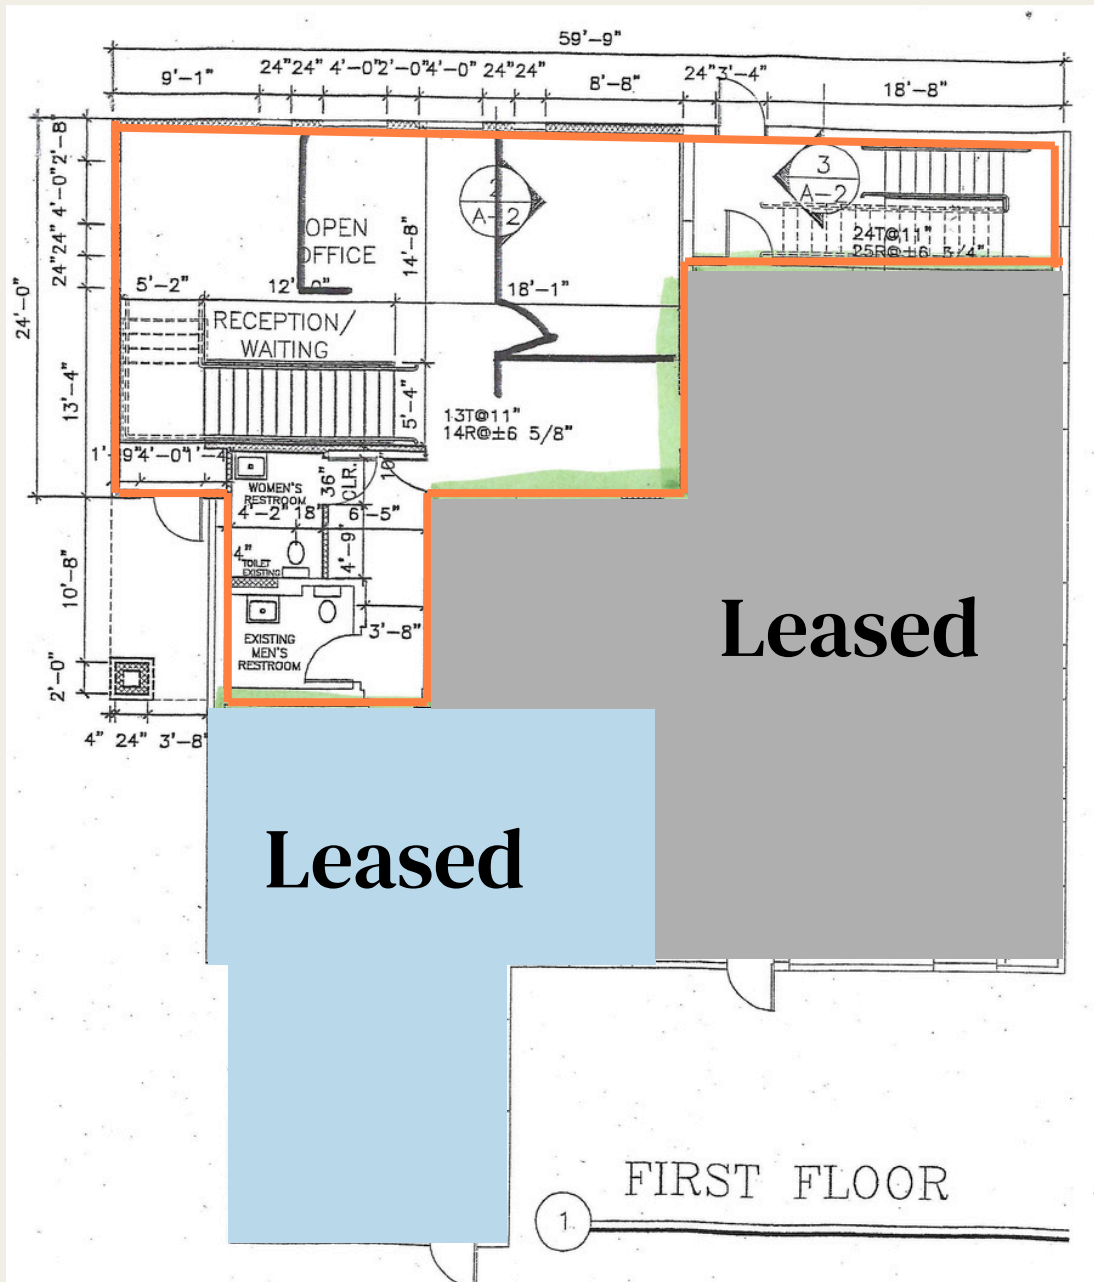 59'-9"
9'-1" 24" 24" 4'-0" 2'-0" 4'-0" 24" 24" 8'-8" 24" 3'-4" 18'-8"
2'-8"
4'-0"
24"
24"
24'-0"
13'-4"
10'-8"
2'-0"
3
A-2
2
A-2
OPEN
OFFICE
14'-8"
24T@11"
25R@±6 3/4"
5'-2" 18'-1"
RECEPTION/
WAITING
5'-4"
13T@11"
14R@±6 5/8"
4'-0"
WOMEN'S
RESTROOM
36"
CLR.
4'-2" 18" 6'-5"
4"
TOILET
EXISTING
4'-9"
3'-8"
EXISTING
MEN'S
RESTROOM
4" 24" 3'-8"
Leased
Leased
FIRST FLOOR
1